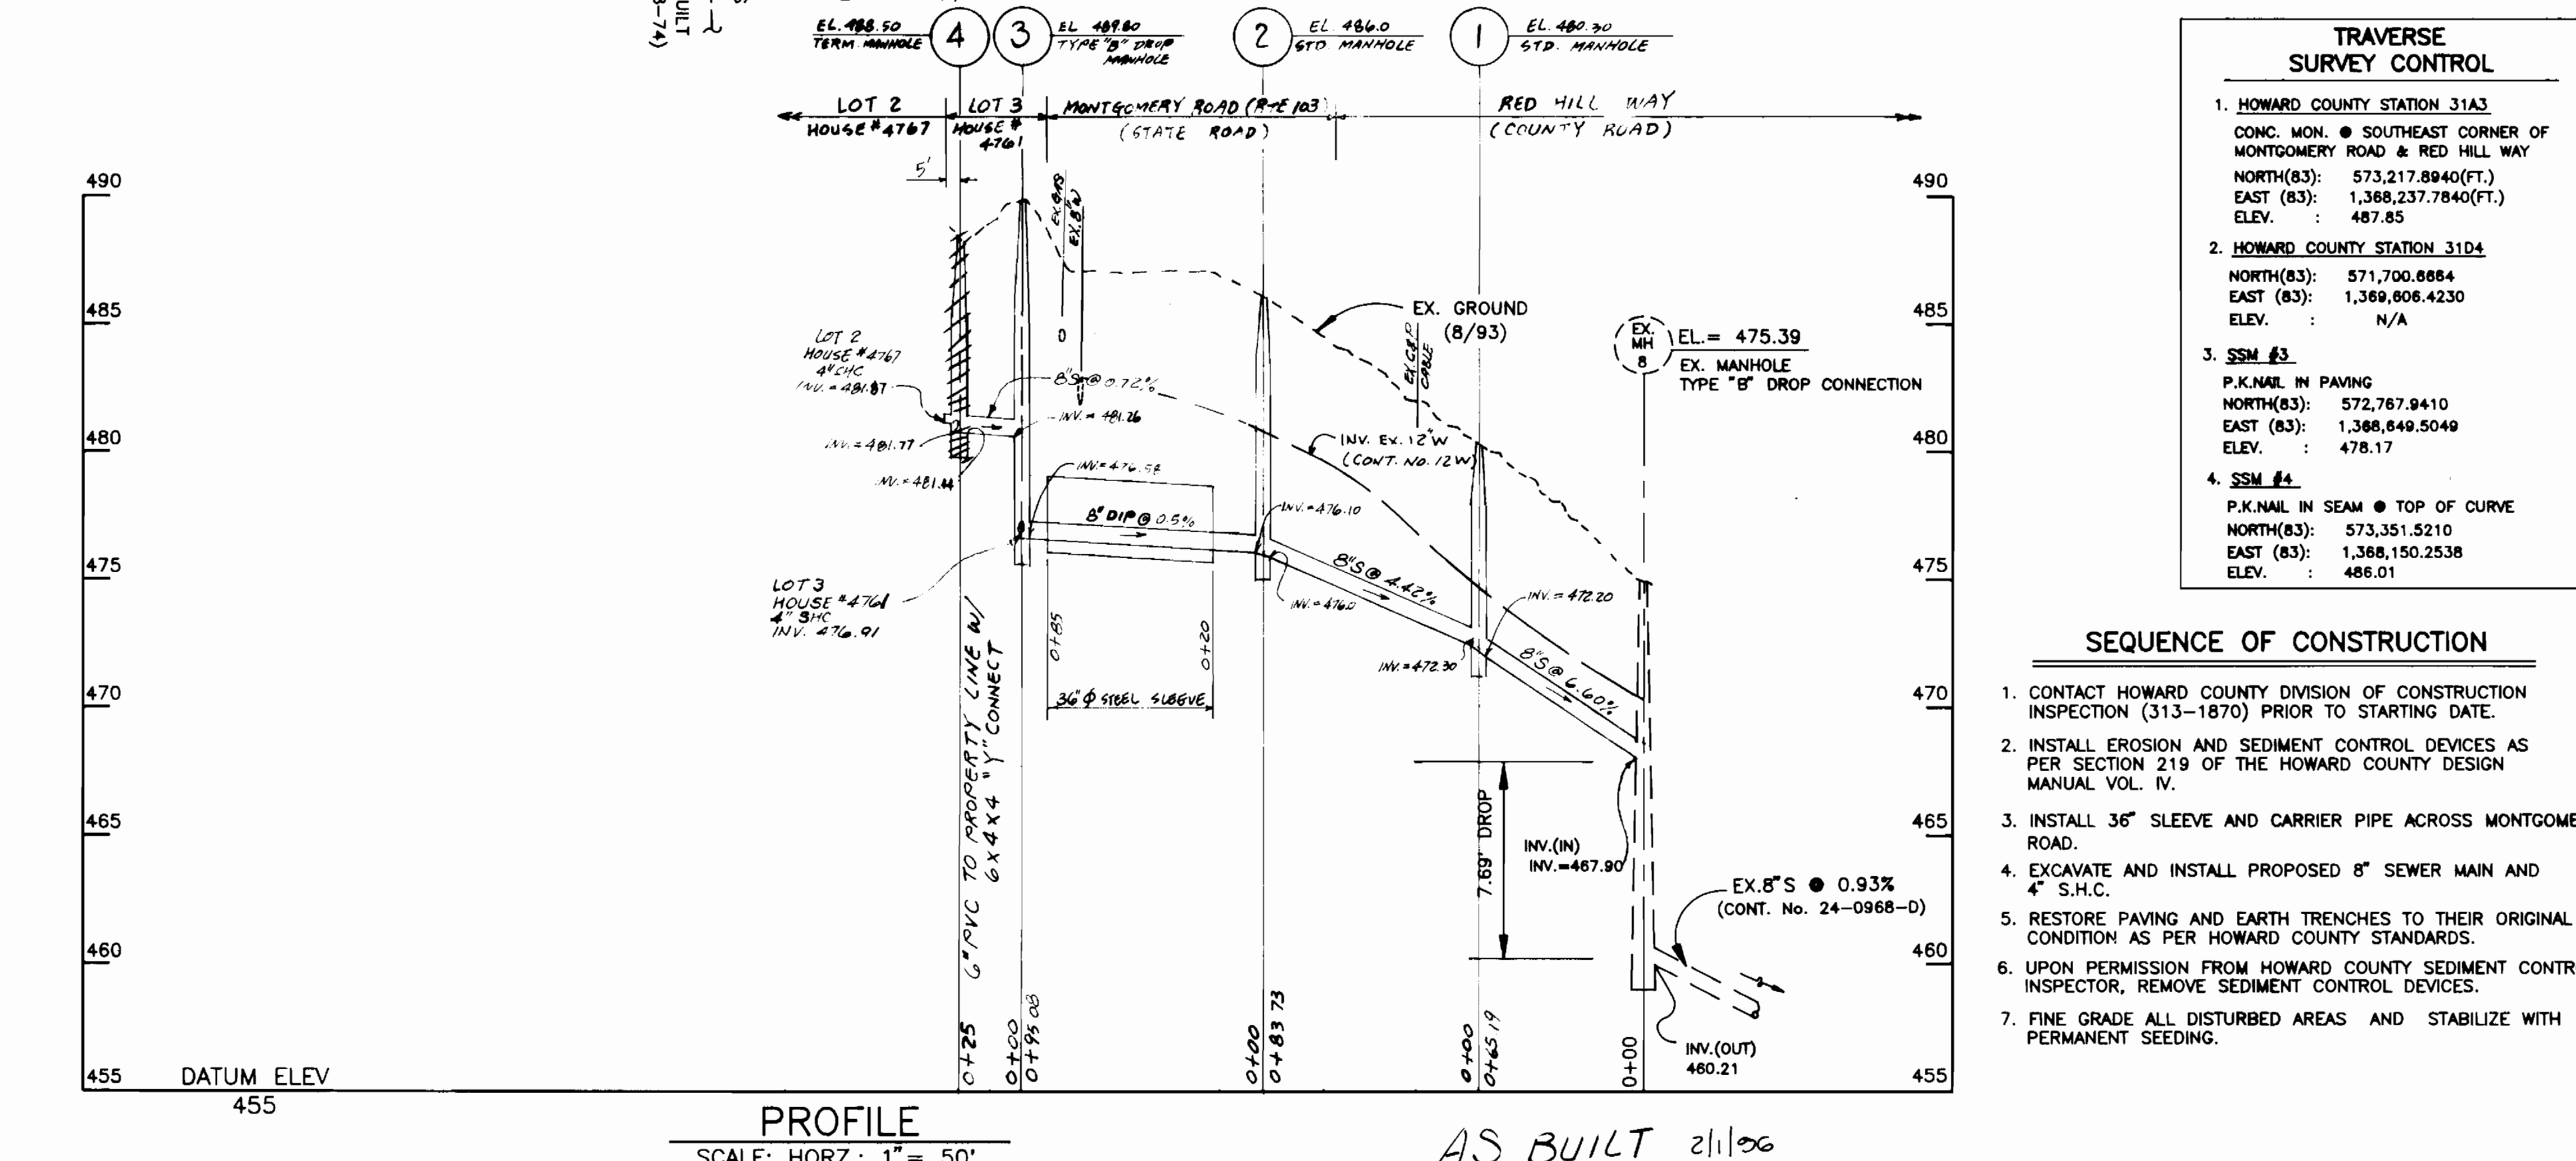 UILT
3-74)
EL. 488.50
TERM. MANHOLE
4
3
EL 489.80
TYPE "B" DROP
MANHOLE
2
EL. 486.0
STD MANHOLE
1
EL. 480.30
STD. MANHOLE
LOT 2
HOUSE #4767
LOT 3
HOUSE #
4761
MONTGOMERY ROAD (RTE 103)
(STATE ROAD)
RED HILL WAY
(COUNTY ROAD)
5'
490
485
480
475
470
465
460
455
DATUM ELEV
455
EX. GAS
EX. 8"W
LOT 2
HOUSE #4767
4" SHC
INV. = 481.87
8"S @ 0.72%
INV. = 481.26
INV. = 481.77
INV. = 481.44
INV. = 476.58
8" DIP @ 0.5%
INV. = 476.10
LOT 3
HOUSE #4761
4" SHC
INV. 476.91
0+85
0+20
36" Φ STEEL SLEEVE
INV. = 476.0
8"S @ 4.42%
EX. GROUND
(8/93)
EX. C&P
CABLE
INV. EX. 12"W
(CONT. NO. 12W)
INV. = 472.20
INV. = 472.30
8"S @ 6.60%
EX.
MH
8
EL.= 475.39
EX. MANHOLE
TYPE "B" DROP CONNECTION
7.69' DROP
INV.(IN)
INV.=467.90
EX.8"S @ 0.93%
(CONT. No. 24-0968-D)
INV.(OUT)
460.21
6" PVC TO PROPERTY LINE W/
6X4X4 "Y" CONNECT
0+25
0+00
0+95 08
0+00
0+83 73
0+00
0+65 19
0+00
490
485
480
475
470
465
460
455
PROFILE
SCALE: HORZ.: 1"= 50'
AS BUILT 2/1/96
TRAVERSE
SURVEY CONTROL
1. HOWARD COUNTY STATION 31A3
CONC. MON. @ SOUTHEAST CORNER OF
MONTGOMERY ROAD & RED HILL WAY
NORTH(83): 573,217.8940(FT.)
EAST (83): 1,368,237.7840(FT.)
ELEV. : 487.85
2. HOWARD COUNTY STATION 31D4
NORTH(83): 571,700.6664
EAST (83): 1,369,606.4230
ELEV. : N/A
3. SSM #3
P.K.NAIL IN PAVING
NORTH(83): 572,767.9410
EAST (83): 1,368,649.5049
ELEV. : 478.17
4. SSM #4
P.K.NAIL IN SEAM @ TOP OF CURVE
NORTH(83): 573,351.5210
EAST (83): 1,368,150.2538
ELEV. : 486.01
SEQUENCE OF CONSTRUCTION
1. CONTACT HOWARD COUNTY DIVISION OF CONSTRUCTION
INSPECTION (313-1870) PRIOR TO STARTING DATE.
2. INSTALL EROSION AND SEDIMENT CONTROL DEVICES AS
PER SECTION 219 OF THE HOWARD COUNTY DESIGN
MANUAL VOL. IV.
3. INSTALL 36" SLEEVE AND CARRIER PIPE ACROSS MONTGOME
ROAD.
4. EXCAVATE AND INSTALL PROPOSED 8" SEWER MAIN AND
4" S.H.C.
5. RESTORE PAVING AND EARTH TRENCHES TO THEIR ORIGINAL
CONDITION AS PER HOWARD COUNTY STANDARDS.
6. UPON PERMISSION FROM HOWARD COUNTY SEDIMENT CONTR
INSPECTOR, REMOVE SEDIMENT CONTROL DEVICES.
7. FINE GRADE ALL DISTURBED AREAS AND STABILIZE WITH
PERMANENT SEEDING.